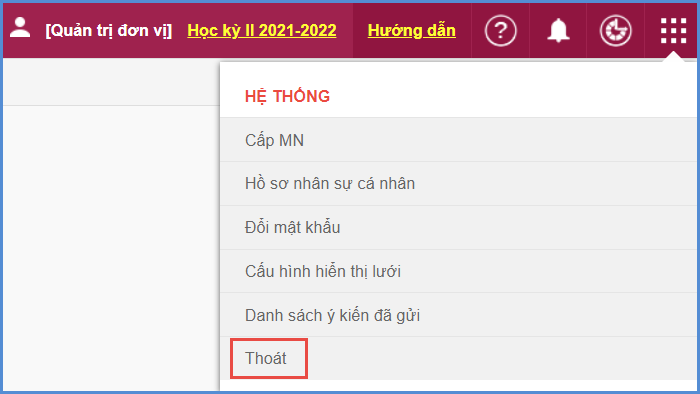 [Quản trị đơn vị] Học kỳ II 2021-2022 Hướng dẫn ?
HỆ THỐNG
Cấp MN
Hồ sơ nhân sự cá nhân
Đổi mật khẩu
Cấu hình hiển thị lưới
Danh sách ý kiến đã gửi
Thoát